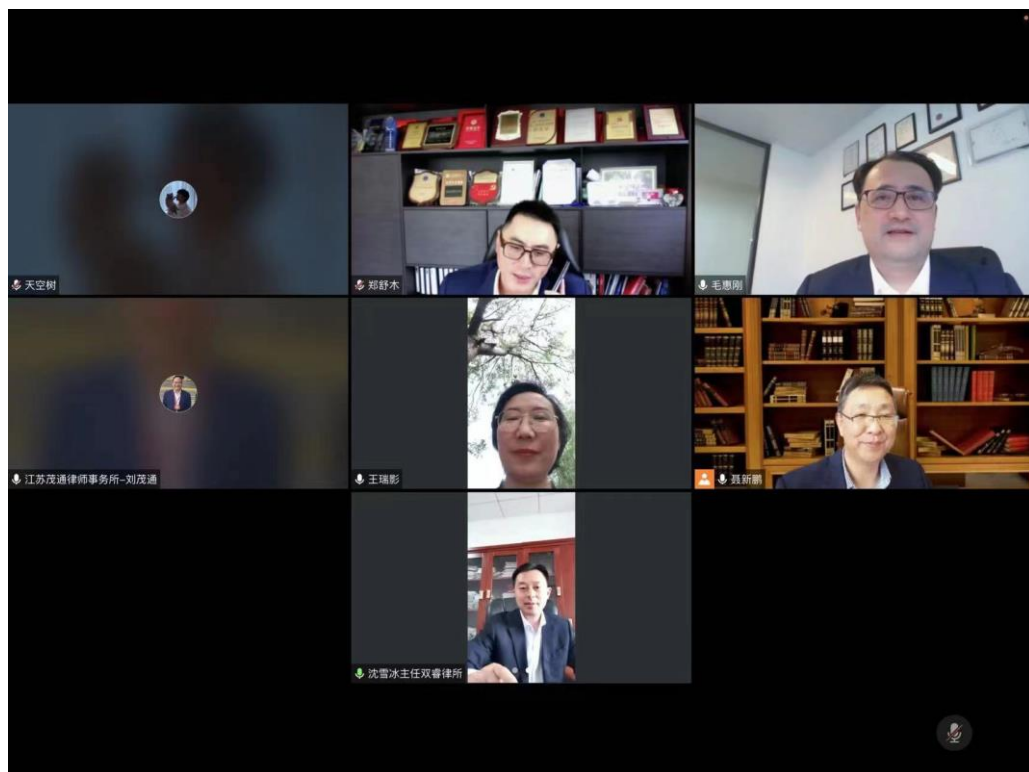 天空树
郑舒木
毛惠刚
江苏茂通律师事务所-刘茂通
王瑞影
聂新鹏
沈雪冰主任双睿律所